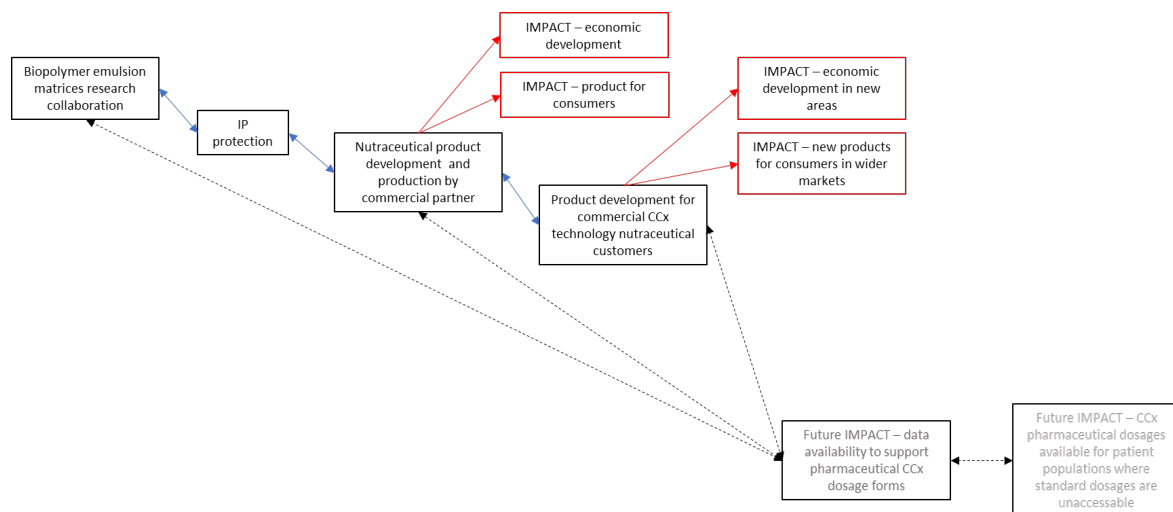 Biopolymer emulsion
matrices research
collaboration
IP
protection
Nutraceutical product
development and
production by
commercial partner
IMPACT – economic
development
IMPACT – product for
consumers
Product development for
commercial CCx
technology nutraceutical
customers
IMPACT – economic
development in new
areas
IMPACT – new products
for consumers in wider
markets
Future IMPACT – data
availability to support
pharmaceutical CCx
dosage forms
Future IMPACT – CCx
pharmaceutical dosages
available for patient
populations where
standard dosages are
unaccessable